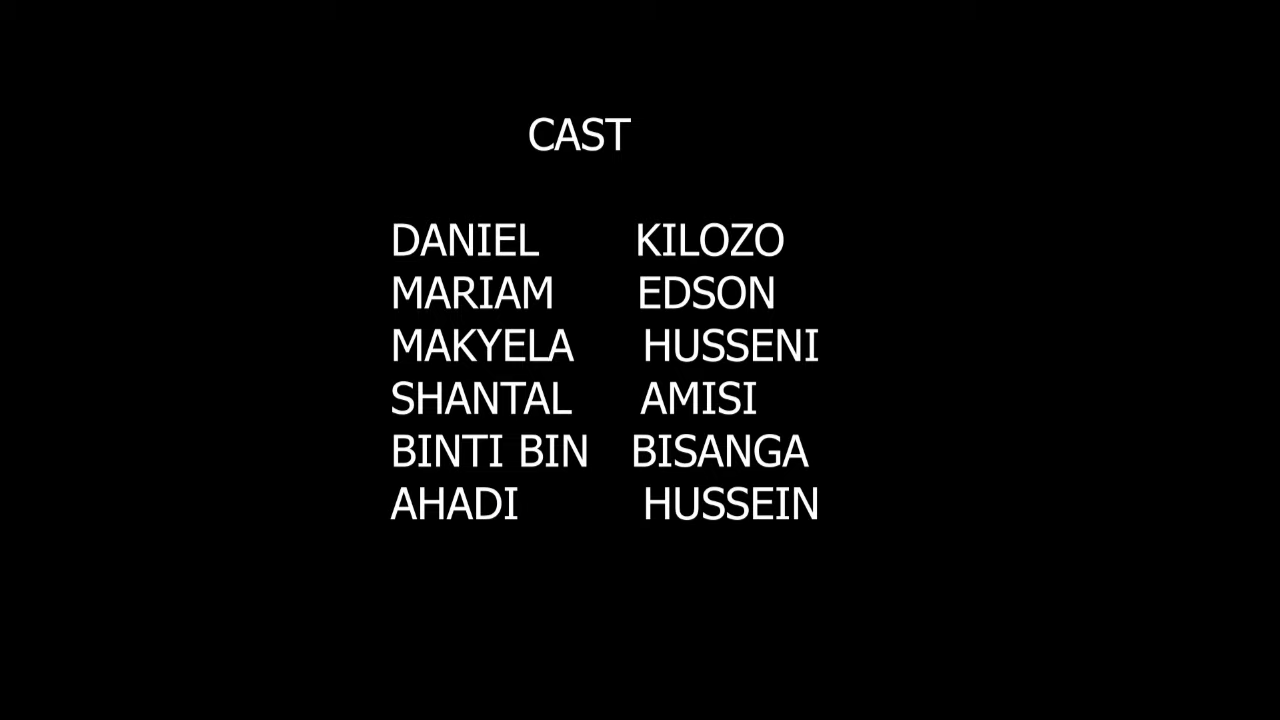 CAST
DANIEL KILOZO
MARIAM EDSON
MAKYELA HUSSENI
SHANTAL AMISI
BINTI BIN BISANGA
AHADI HUSSEIN